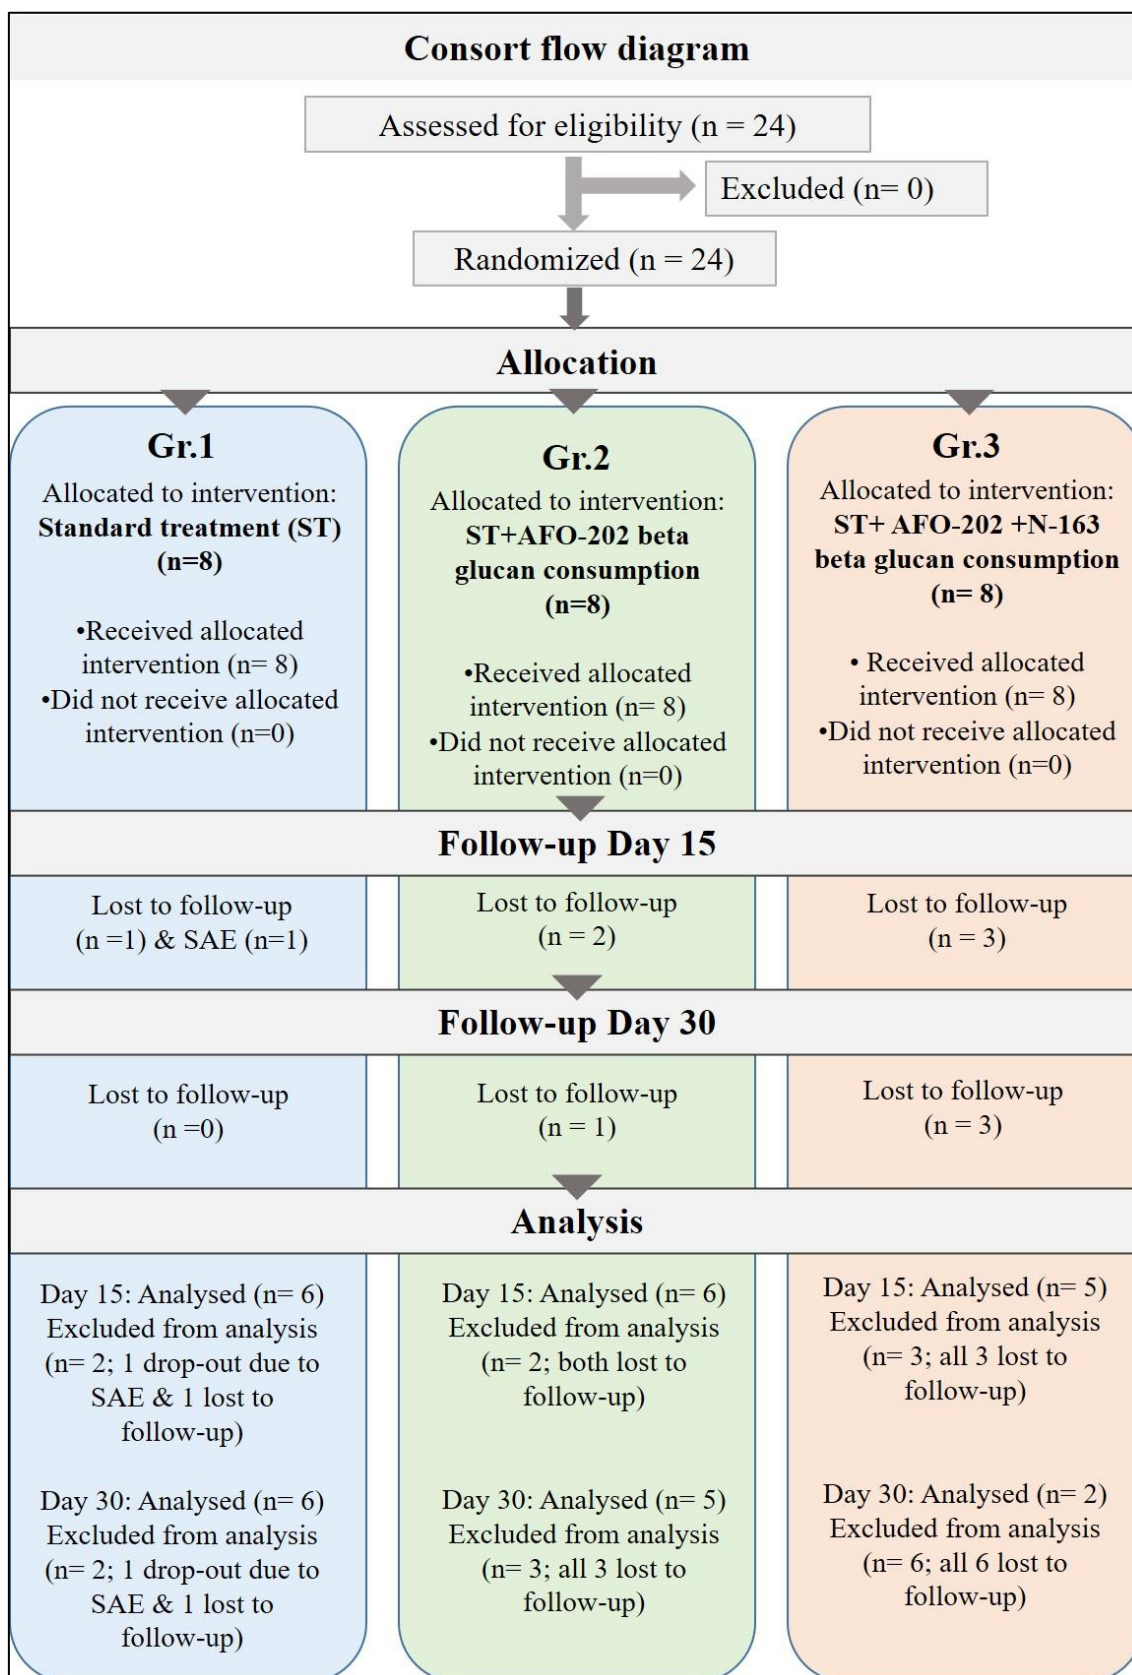 Consort flow diagram
Assessed for eligibility (n = 24)
Excluded (n= 0)
Randomized (n = 24)
Allocation
Gr.1
Allocated to intervention:
Standard treatment (ST)
(n=8)
•Received allocated
intervention (n= 8)
•Did not receive allocated
intervention (n=0)
Gr.2
Allocated to intervention:
ST+AFO-202 beta
glucan consumption
(n=8)
•Received allocated
intervention (n= 8)
•Did not receive allocated
intervention (n=0)
Gr.3
Allocated to intervention:
ST+ AFO-202 +N-163
beta glucan consumption
(n= 8)
• Received allocated
intervention (n= 8)
•Did not receive allocated
intervention (n=0)
Follow-up Day 15
Lost to follow-up
(n =1) & SAE (n=1)
Lost to follow-up
(n = 2)
Lost to follow-up
(n = 3)
Follow-up Day 30
Lost to follow-up
(n =0)
Lost to follow-up
(n = 1)
Lost to follow-up
(n = 3)
Analysis
Day 15: Analysed (n= 6)
Excluded from analysis
(n= 2; 1 drop-out due to
SAE & 1 lost to
follow-up)
Day 30: Analysed (n= 6)
Excluded from analysis
(n= 2; 1 drop-out due to
SAE & 1 lost to
follow-up)
Day 15: Analysed (n= 6)
Excluded from analysis
(n= 2; both lost to
follow-up)
Day 30: Analysed (n= 5)
Excluded from analysis
(n= 3; all 3 lost to
follow-up)
Day 15: Analysed (n= 5)
Excluded from analysis
(n= 3; all 3 lost to
follow-up)
Day 30: Analysed (n= 2)
Excluded from analysis
(n= 6; all 6 lost to
follow-up)